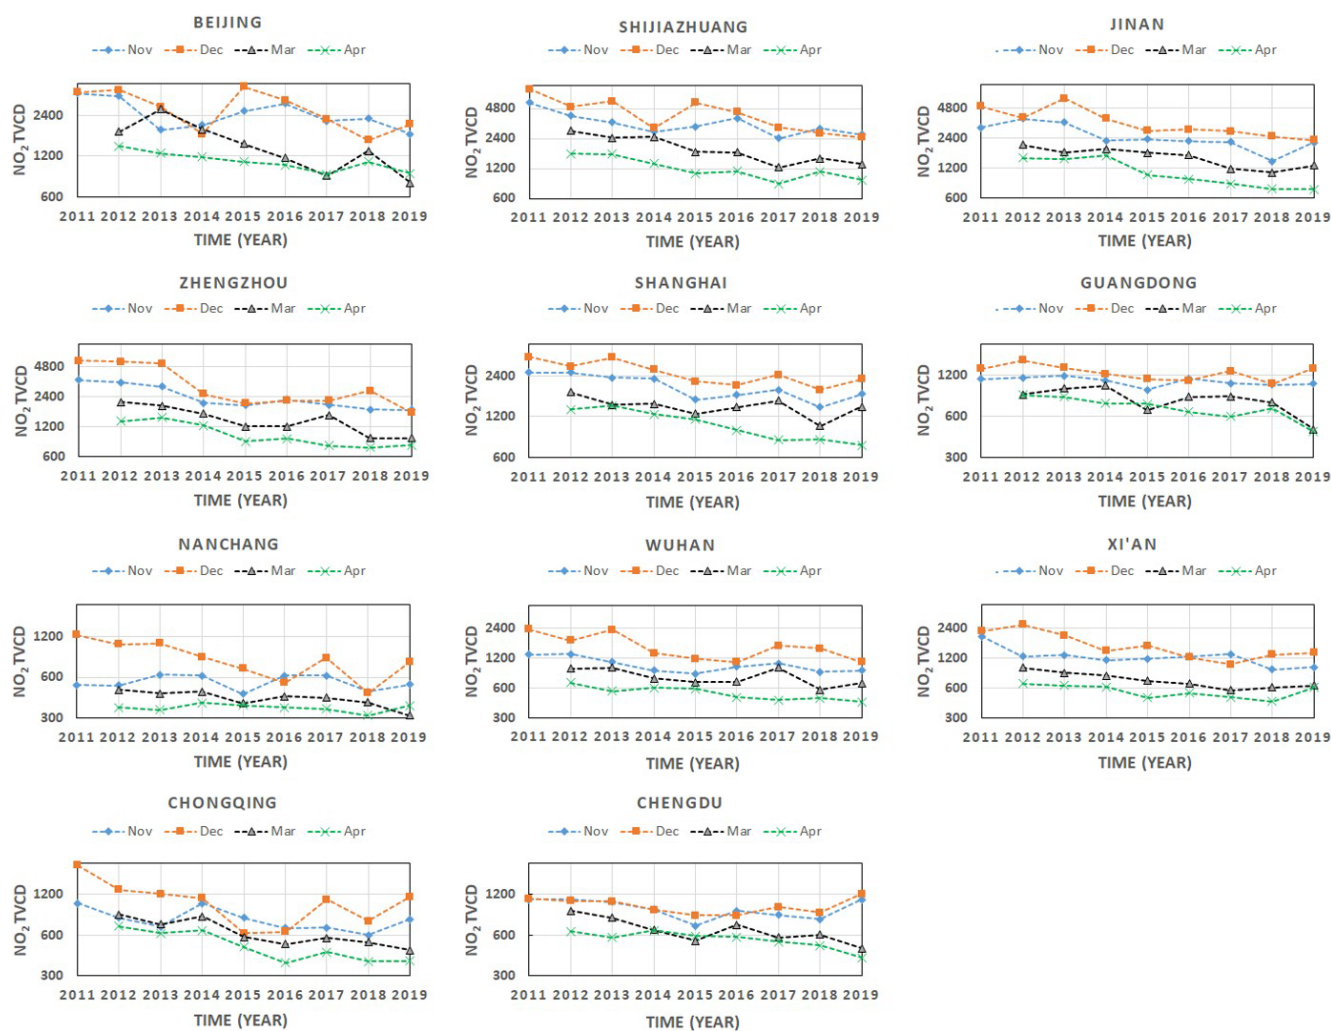 BEIJING
Nov Dec Mar Apr
NO2 TVCD
2400
1200
600
2011 2012 2013 2014 2015 2016 2017 2018 2019
TIME (YEAR)
SHIJIAZHUANG
Nov Dec Mar Apr
NO2 TVCD
4800
2400
1200
600
2011 2012 2013 2014 2015 2016 2017 2018 2019
TIME (YEAR)
JINAN
Nov Dec Mar Apr
NO2 TVCD
4800
2400
1200
600
2011 2012 2013 2014 2015 2016 2017 2018 2019
TIME (YEAR)
ZHENGZHOU
Nov Dec Mar Apr
NO2 TVCD
4800
2400
1200
600
2011 2012 2013 2014 2015 2016 2017 2018 2019
TIME (YEAR)
SHANGHAI
Nov Dec Mar Apr
NO2 TVCD
2400
1200
600
2011 2012 2013 2014 2015 2016 2017 2018 2019
TIME (YEAR)
GUANGDONG
Nov Dec Mar Apr
NO2 TVCD
1200
600
300
2011 2012 2013 2014 2015 2016 2017 2018 2019
TIME (YEAR)
NANCHANG
Nov Dec Mar Apr
NO2 TVCD
1200
600
300
2011 2012 2013 2014 2015 2016 2017 2018 2019
TIME (YEAR)
WUHAN
Nov Dec Mar Apr
NO2 TVCD
2400
1200
600
300
2011 2012 2013 2014 2015 2016 2017 2018 2019
TIME (YEAR)
XI'AN
Nov Dec Mar Apr
NO2 TVCD
2400
1200
600
300
2011 2012 2013 2014 2015 2016 2017 2018 2019
TIME (YEAR)
CHONGQING
Nov Dec Mar Apr
NO2 TVCD
1200
600
300
2011 2012 2013 2014 2015 2016 2017 2018 2019
TIME (YEAR)
CHENGDU
Nov Dec Mar Apr
NO2 TVCD
1200
600
300
2011 2012 2013 2014 2015 2016 2017 2018 2019
TIME (YEAR)